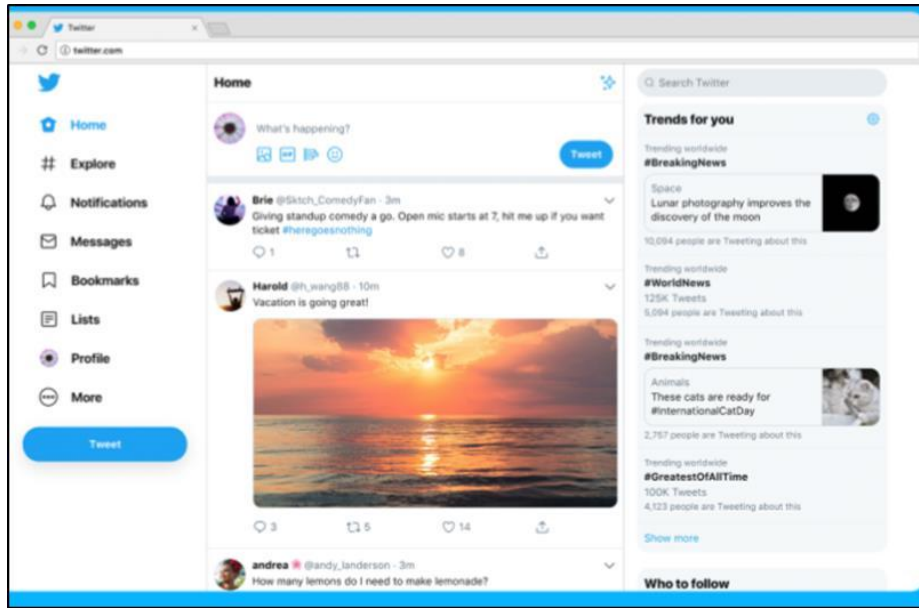 Twitter
twitter.com
Home
Explore
Notifications
Messages
Bookmarks
Lists
Profile
More
Tweet
Home
What's happening?
GIF
Tweet
Brie @Sktch_ComedyFan · 3m
Giving standup comedy a go. Open mic starts at 7, hit me up if you want
ticket #heregoesnothing
1
8
Harold @h_wang88 · 10m
Vacation is going great!
3
5
14
andrea @andy_landerson · 3m
How many lemons do I need to make lemonade?
Search Twitter
Trends for you
Trending worldwide
#BreakingNews
Space
Lunar photography improves the
discovery of the moon
10,094 people are Tweeting about this
Trending worldwide
#WorldNews
125K Tweets
5,094 people are Tweeting about this
Trending worldwide
#BreakingNews
Animals
These cats are ready for
#InternationalCatDay
2,757 people are Tweeting about this
Trending worldwide
#GreatestOfAllTime
100K Tweets
4,123 people are Tweeting about this
Show more
Who to follow